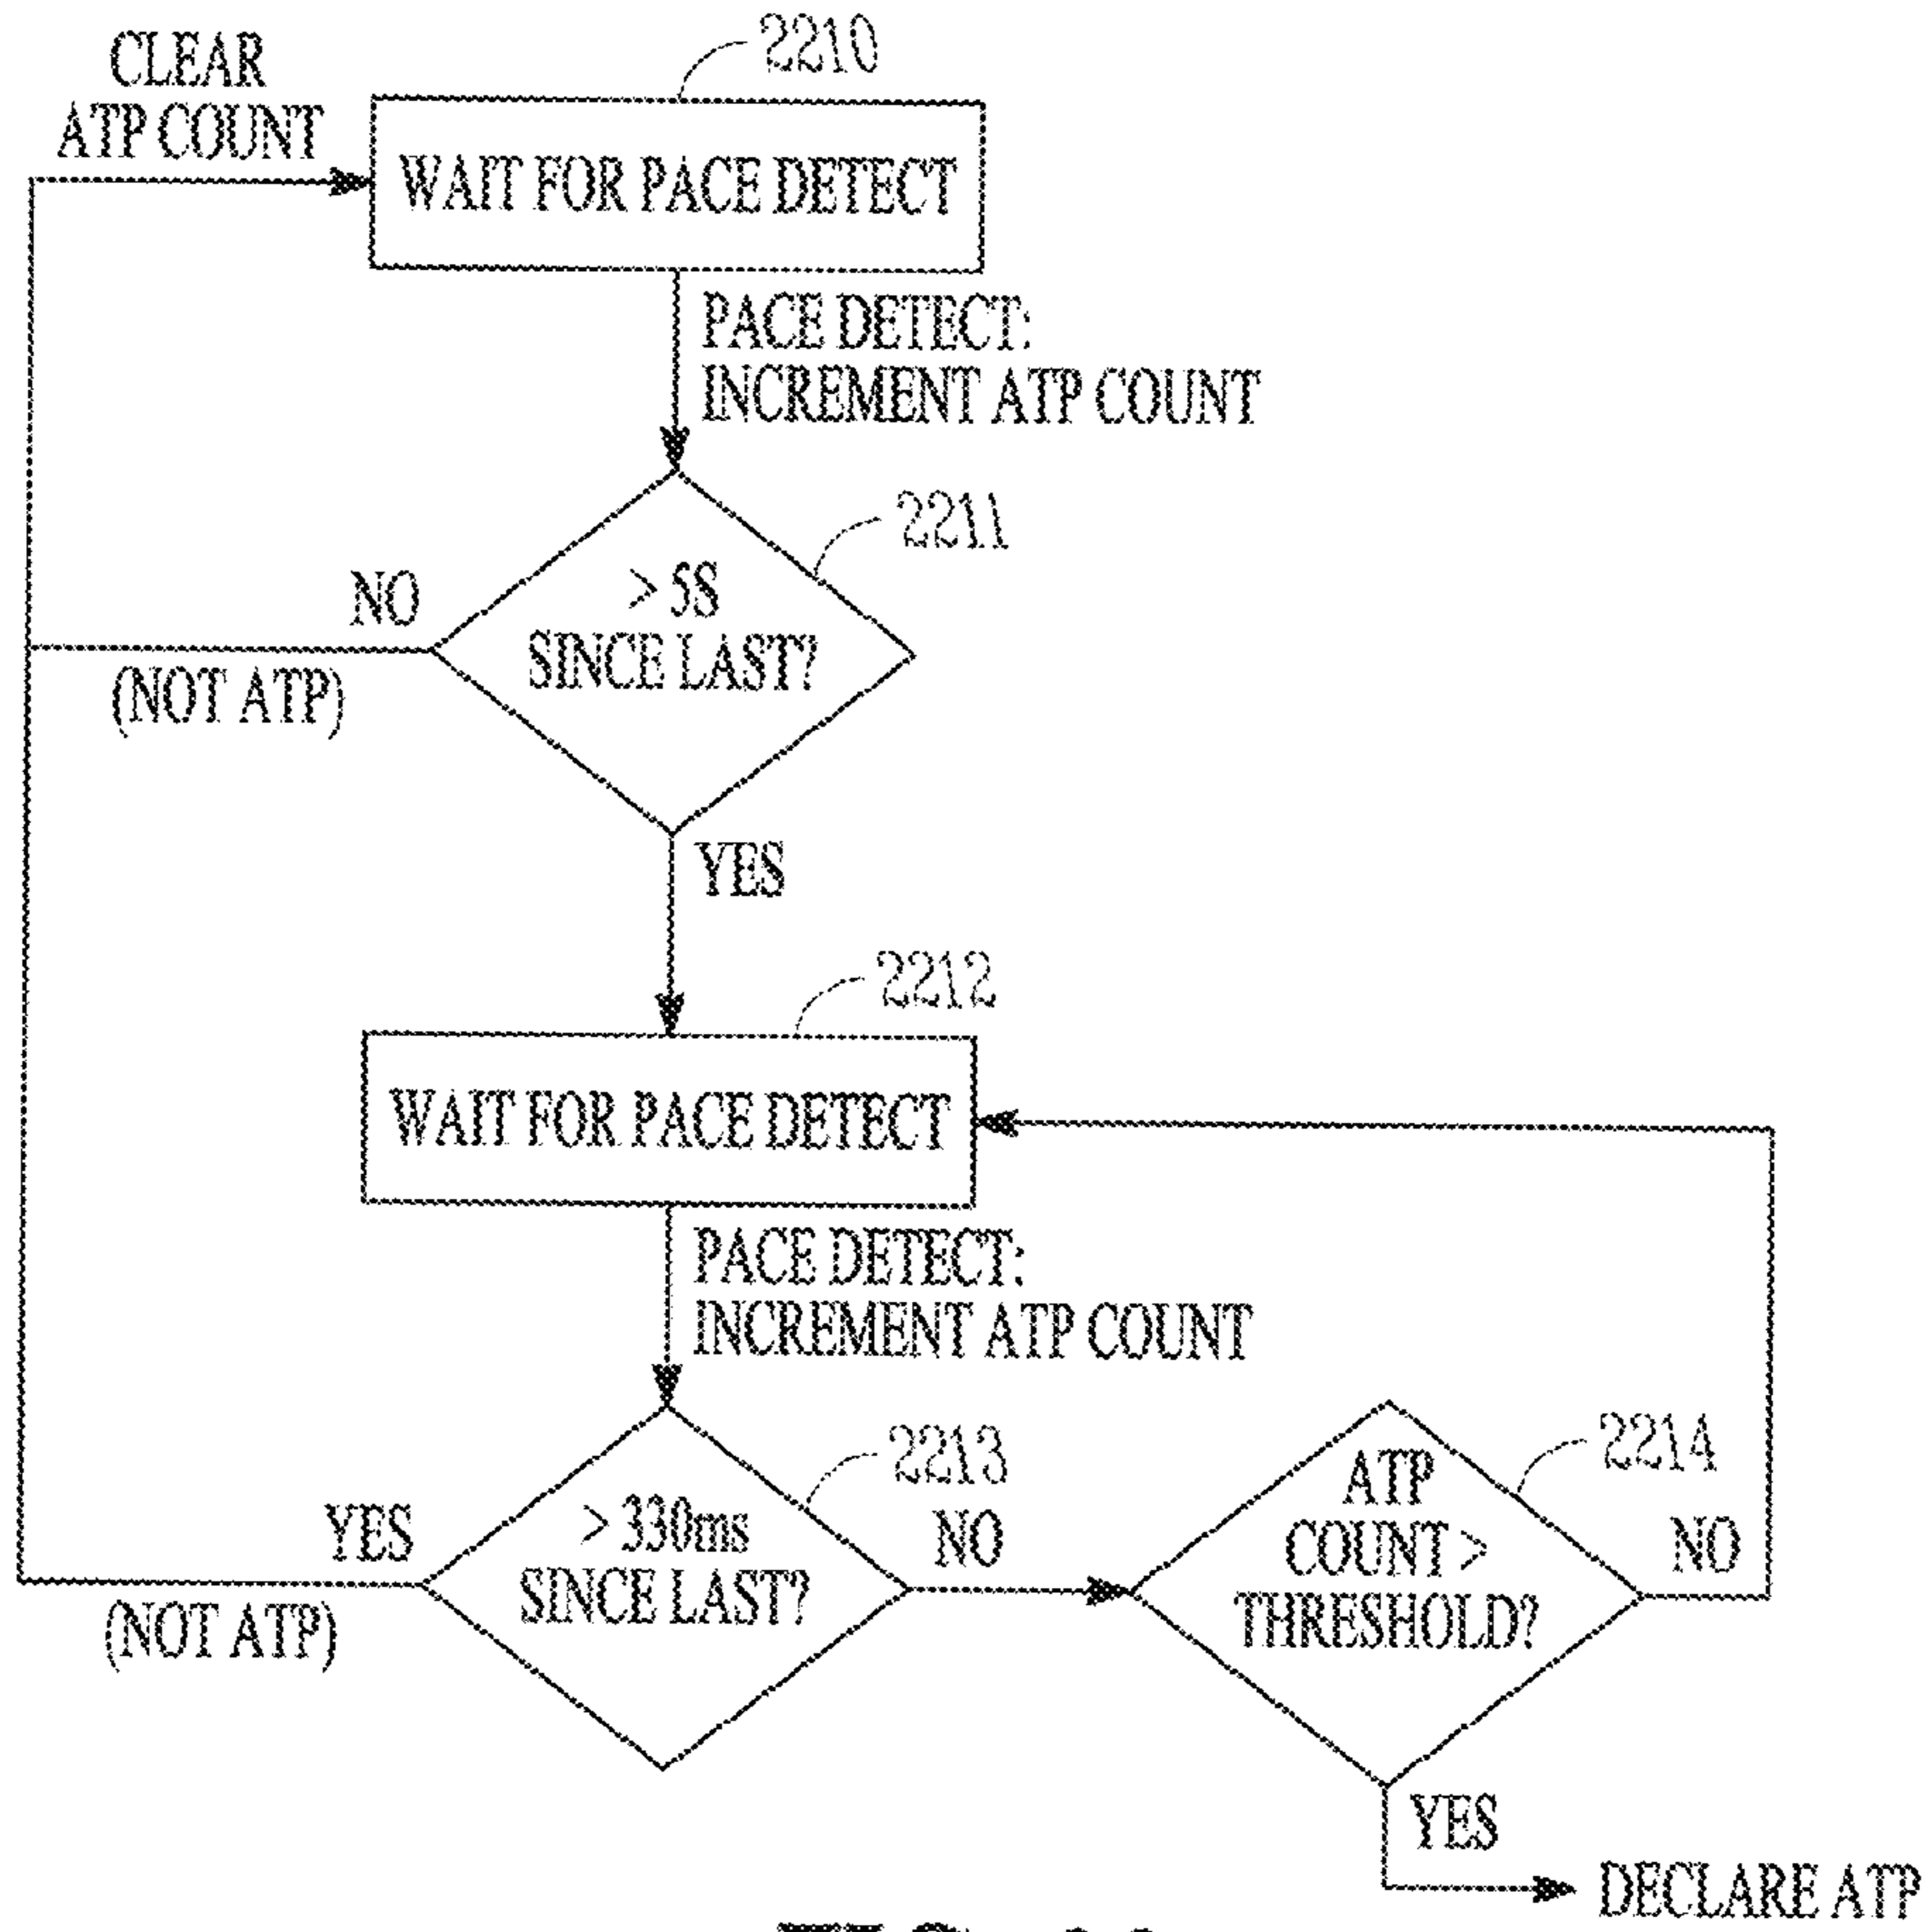 2210
CLEAR
ATP COUNT
WAIT FOR PACE DETECT
PACE DETECT:
INCREMENT ATP COUNT
2211
> 5S
SINCE LAST?
NO
(NOT ATP)
YES
2212
WAIT FOR PACE DETECT
PACE DETECT:
INCREMENT ATP COUNT
2213
> 330ms
SINCE LAST?
YES
(NOT ATP)
NO
2214
ATP
COUNT >
THRESHOLD?
NO
YES
DECLARE ATP